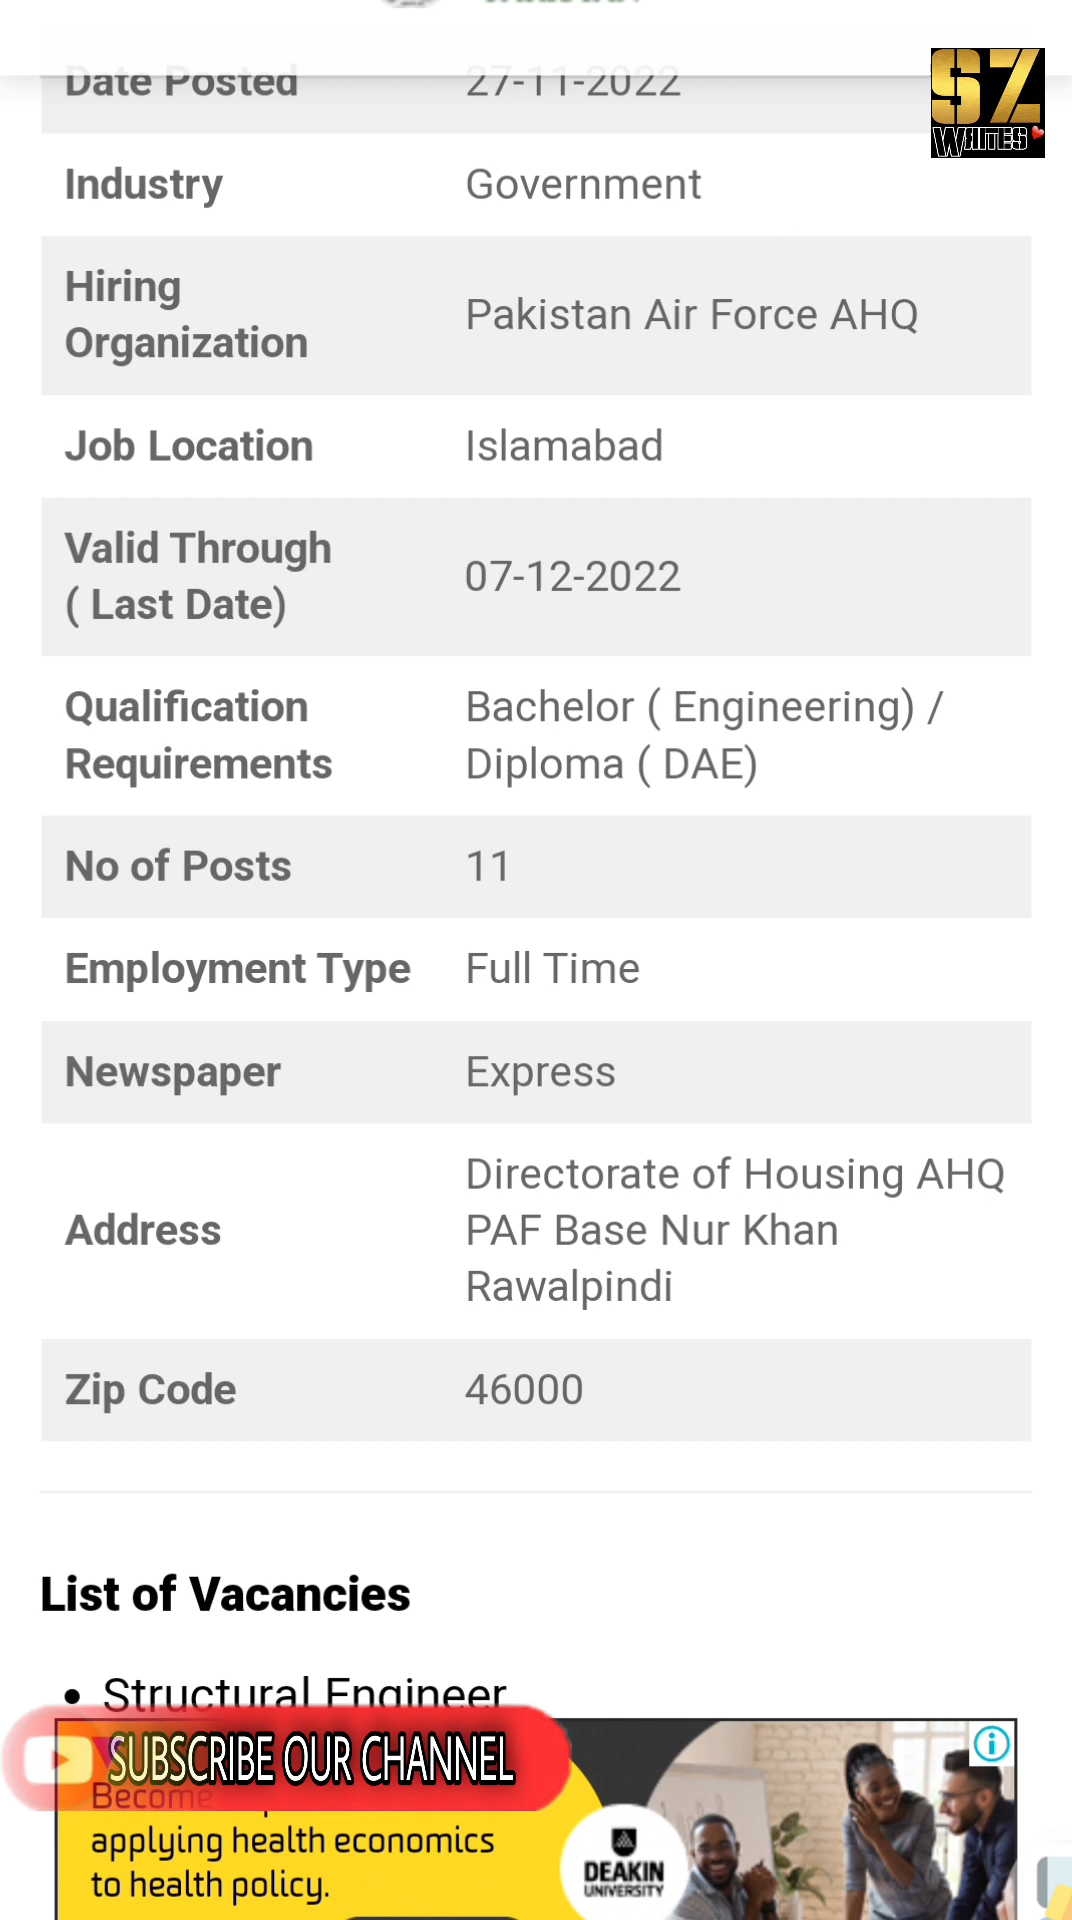 Date Posted 27-11-2022
SZ
WRITES
Industry Government
Hiring
Organization
Pakistan Air Force AHQ
Job Location Islamabad
Valid Through
( Last Date)
07-12-2022
Qualification
Requirements
Bachelor ( Engineering) /
Diploma ( DAE)
No of Posts 11
Employment Type Full Time
Newspaper Express
Address
Directorate of Housing AHQ
PAF Base Nur Khan
Rawalpindi
Zip Code 46000
List of Vacancies
• Structural Engineer
SUBSCRIBE OUR CHANNEL
Become
applying health economics
to health policy.
DEAKIN
UNIVERSITY